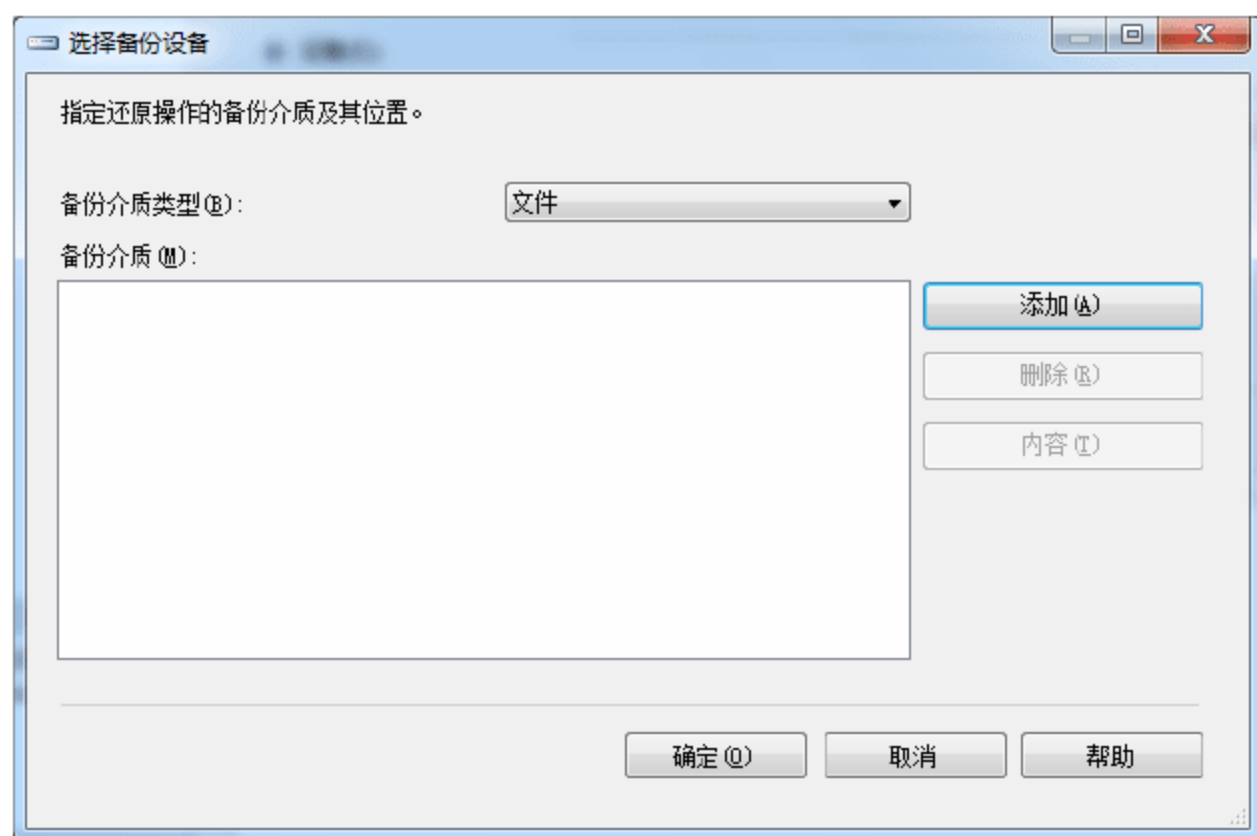 选择备份设备
指定还原操作的备份介质及其位置。
备份介质类型(B):
文件
备份介质(M):
添加(A)
删除(R)
内容(T)
确定(O)
取消
帮助